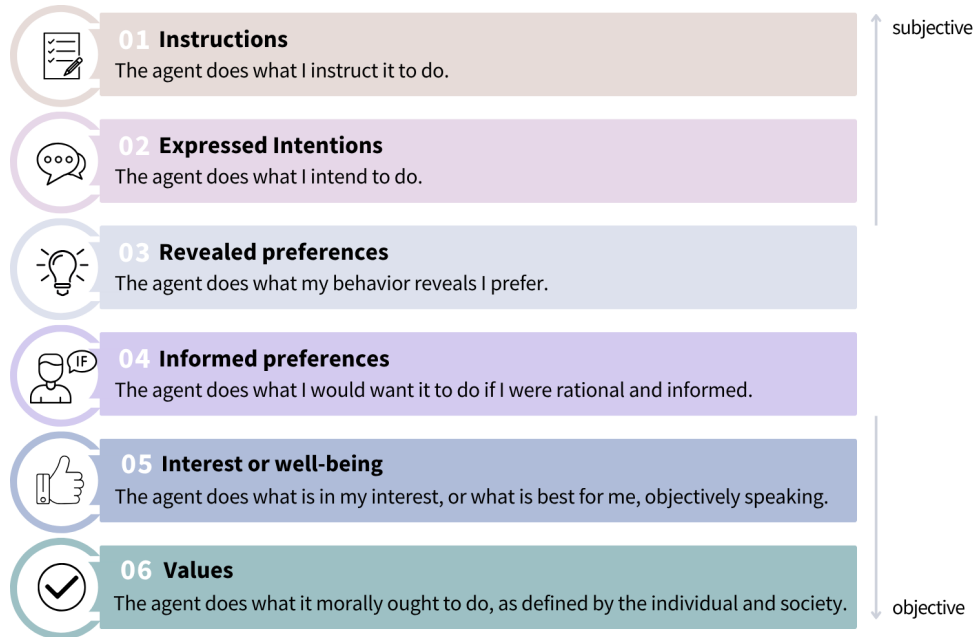 01 Instructions
The agent does what I instruct it to do.
subjective
02 Expressed Intentions
The agent does what I intend to do.
03 Revealed preferences
The agent does what my behavior reveals I prefer.
IF
04 Informed preferences
The agent does what I would want it to do if I were rational and informed.
05 Interest or well-being
The agent does what is in my interest, or what is best for me, objectively speaking.
06 Values
The agent does what it morally ought to do, as defined by the individual and society.
objective